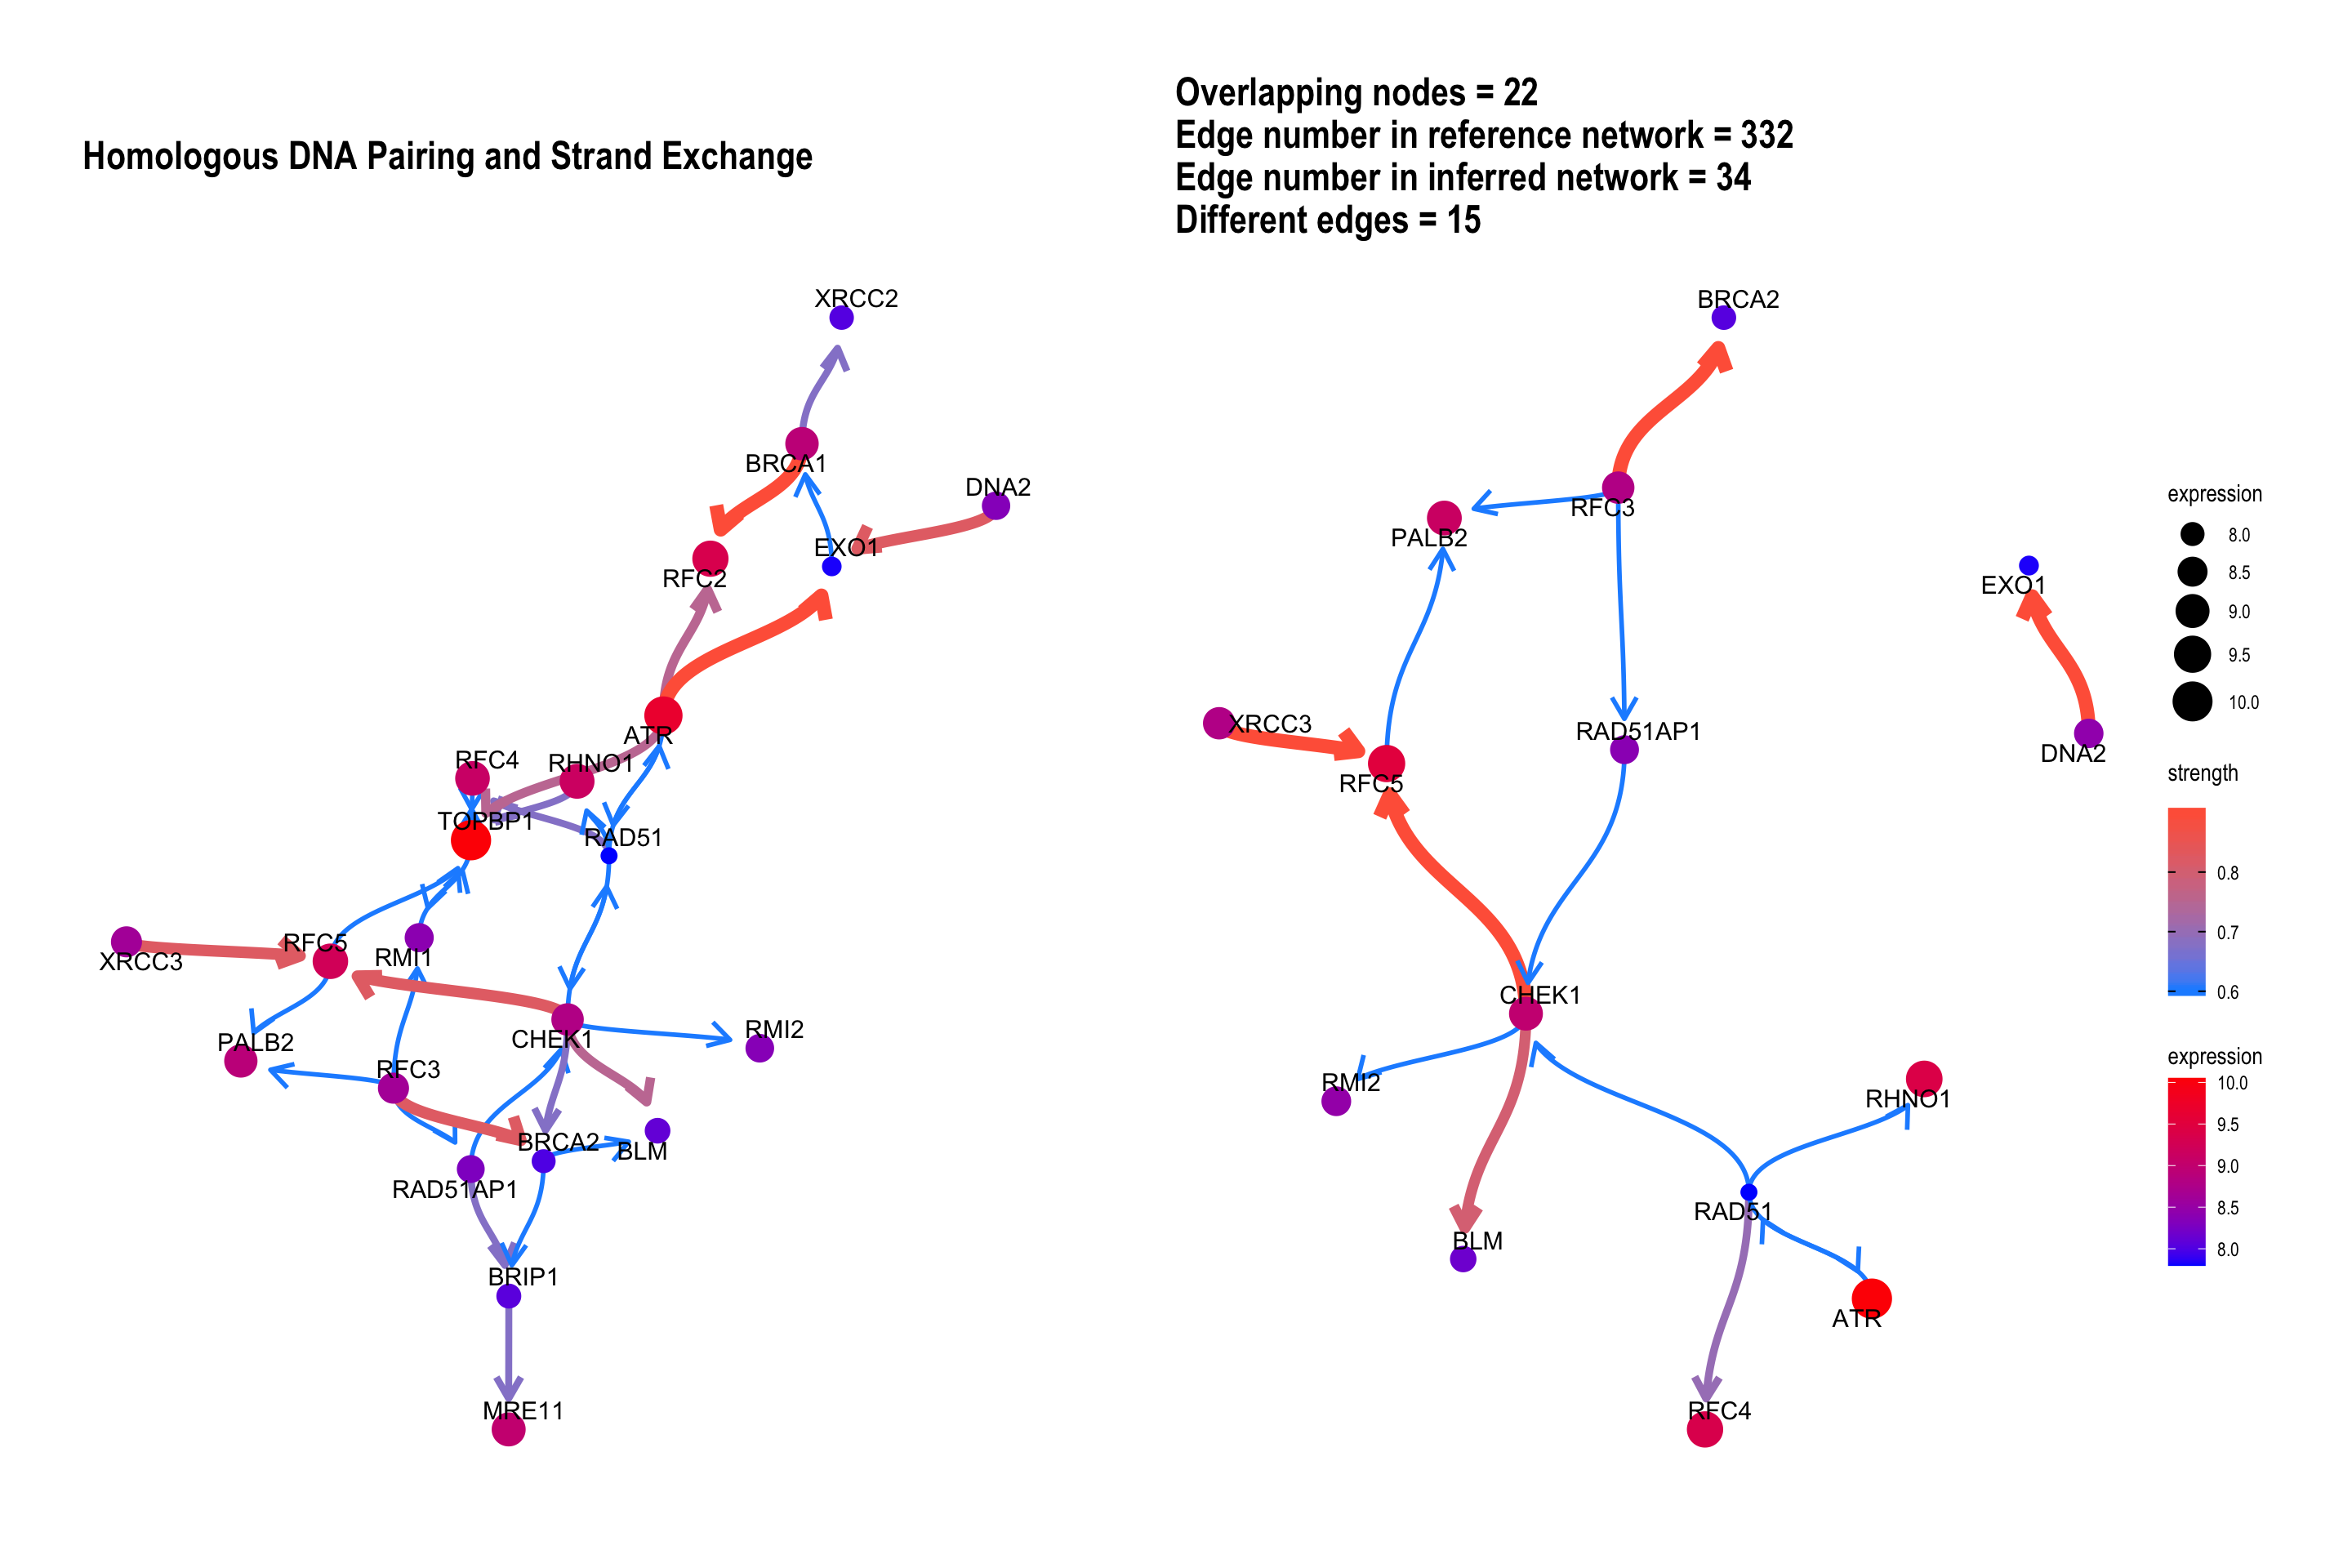 Homologous DNA Pairing and Strand Exchange
XRCC2
BRCA1
DNA2
EXO1
RFC2
ATR
RFC4
RHNO1
TOPBP1
RAD51
XRCC3
RFC5
RMI1
PALB2
CHEK1
RMI2
RFC3
BRCA2
BLM
RAD51AP1
BRIP1
MRE11
Overlapping nodes = 22
Edge number in reference network = 332
Edge number in inferred network = 34
Different edges = 15
BRCA2
RFC3
PALB2
EXO1
XRCC3
RAD51AP1
DNA2
RFC5
CHEK1
RMI2
RHNO1
RAD51
BLM
ATR
RFC4
expression
8.0
8.5
9.0
9.5
10.0
strength
0.8
0.7
0.6
expression
10.0
9.5
9.0
8.5
8.0